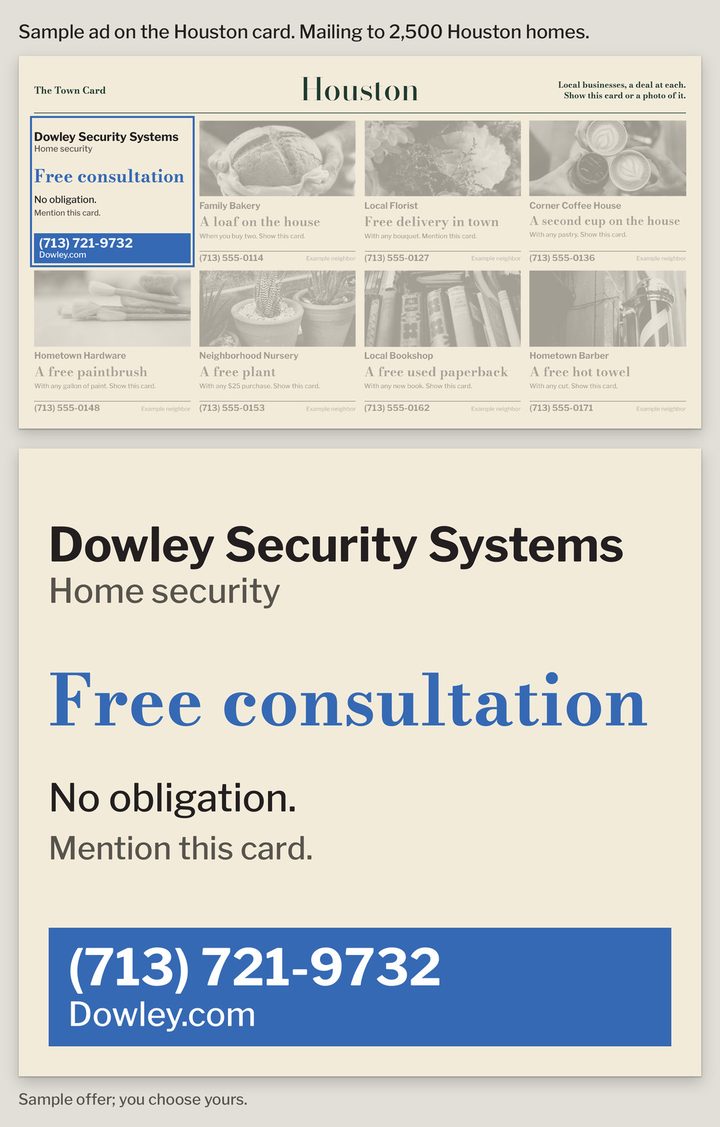 Sample ad on the Houston card. Mailing to 2,500 Houston homes.
The Town Card
Houston
Local businesses, a deal at each.
Show this card or a photo of it.
Dowley Security Systems
Home security
Free consultation
No obligation.
Mention this card.
(713) 721-9732
Dowley.com
Family Bakery
A loaf on the house
When you buy two. Show this card.
(713) 555-0114
Example neighbor
Local Florist
Free delivery in town
With any bouquet. Mention this card.
(713) 555-0127
Example neighbor
Corner Coffee House
A second cup on the house
With any pastry. Show this card.
(713) 555-0136
Example neighbor
Hometown Hardware
A free paintbrush
With any gallon of paint. Show this card.
(713) 555-0148
Example neighbor
Neighborhood Nursery
A free plant
With any $25 purchase. Show this card.
(713) 555-0153
Example neighbor
Local Bookshop
A free used paperback
With any new book. Show this card.
(713) 555-0162
Example neighbor
Hometown Barber
A free hot towel
With any cut. Show this card.
(713) 555-0171
Example neighbor
Dowley Security Systems
Home security
Free consultation
No obligation.
Mention this card.
(713) 721-9732
Dowley.com
Sample offer; you choose yours.